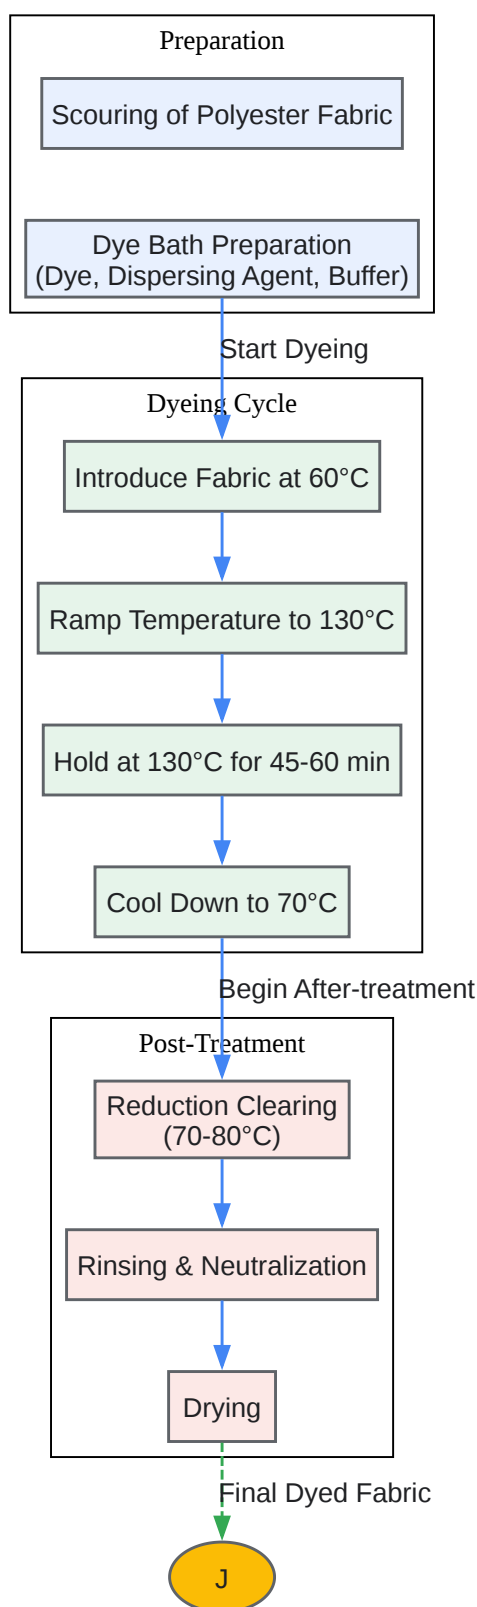 Preparation
Scouring of Polyester Fabric
Dye Bath Preparation
(Dye, Dispersing Agent, Buffer)
Start Dyeing
Dyeing Cycle
Introduce Fabric at 60°C
Ramp Temperature to 130°C
Hold at 130°C for 45-60 min
Cool Down to 70°C
Begin After-treatment
Post-Treatment
Reduction Clearing
(70-80°C)
Rinsing & Neutralization
Drying
Final Dyed Fabric
J